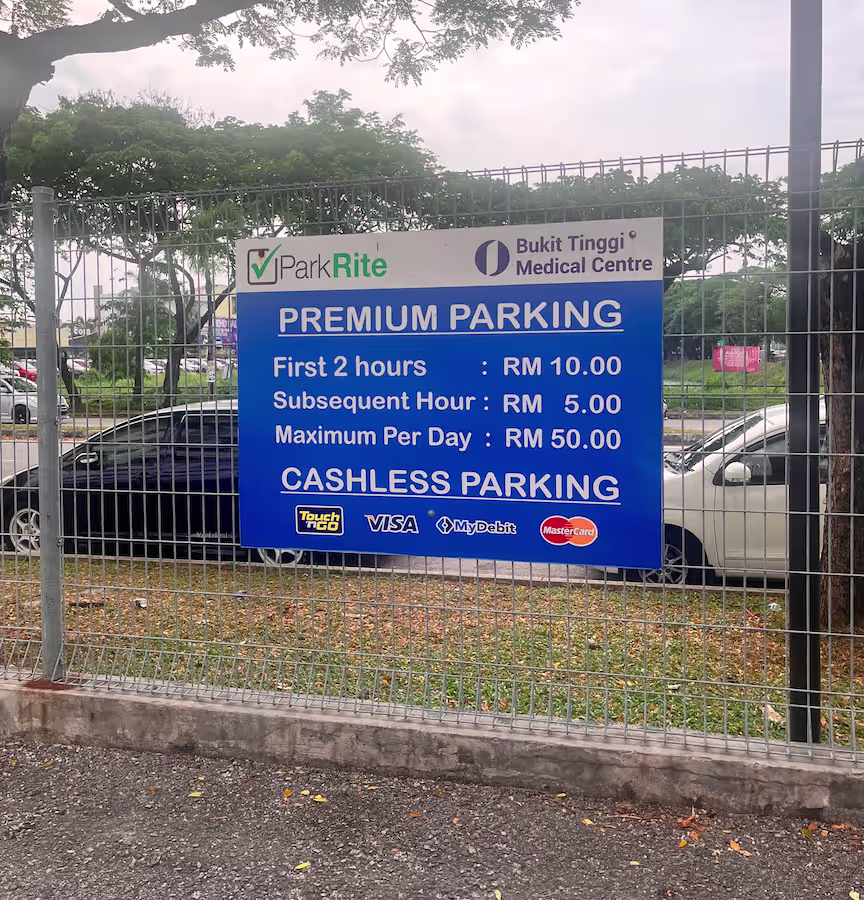 ParkRite
Bukit Tinggi
Medical Centre
PREMIUM PARKING
First 2 hours : RM 10.00
Subsequent Hour : RM 5.00
Maximum Per Day : RM 50.00
CASHLESS PARKING
Touch 'n GO VISA MyDebit MasterCard